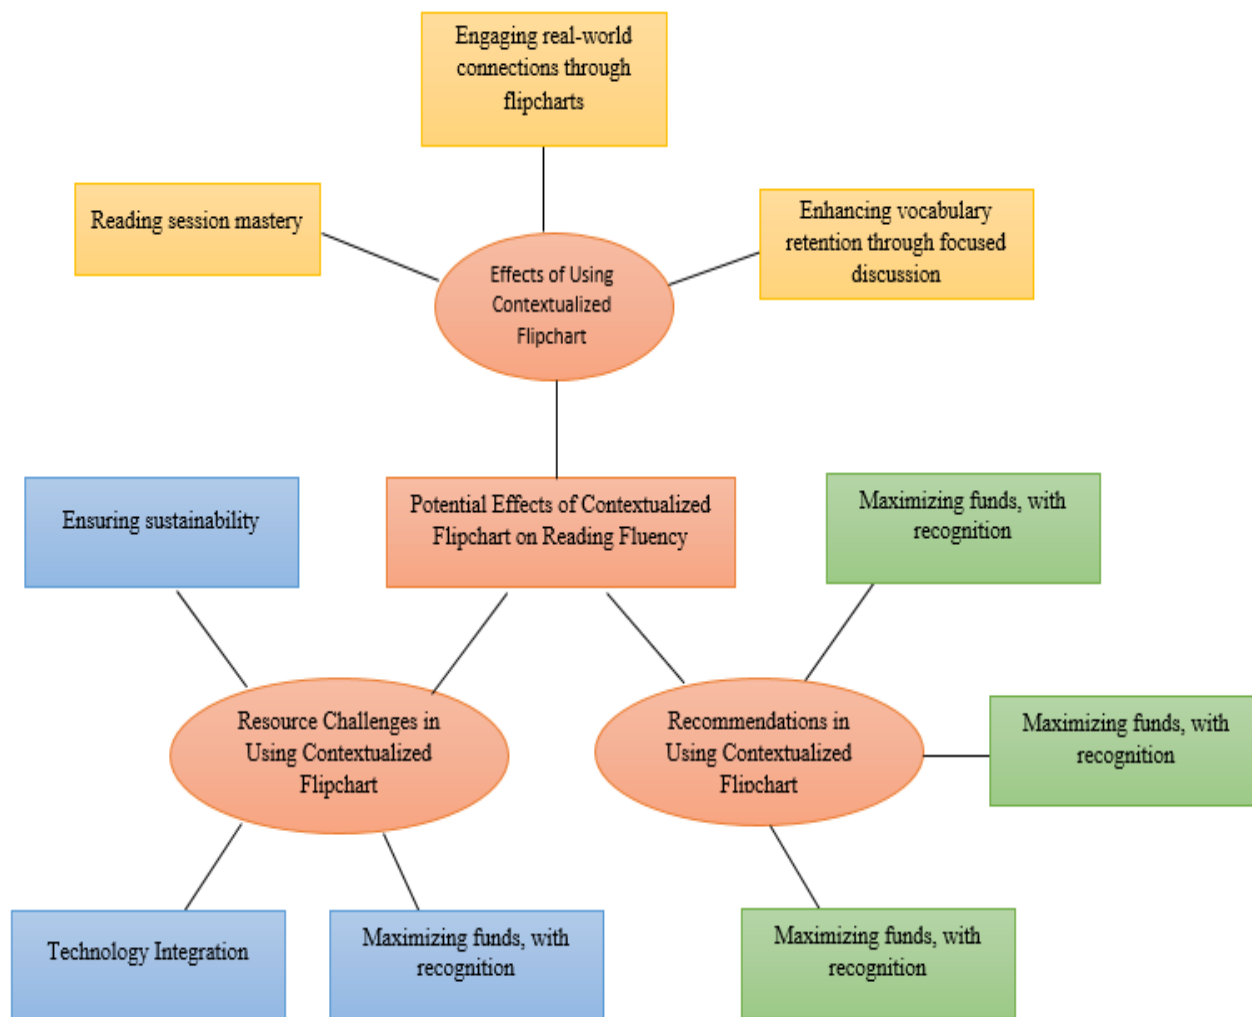 Engaging real-world
connections through
flipcharts
Reading session mastery
Enhancing vocabulary
retention through focused
discussion
Effects of Using
Contextualized
Flipchart
Ensuring sustainability
Potential Effects of Contextualized
Flipchart on Reading Fluency
Maximizing funds, with
recognition
Resource Challenges in
Using Contextualized
Flipchart
Recommendations in
Using Contextualized
Flipchart
Maximizing funds, with
recognition
Technology Integration
Maximizing funds, with
recognition
Maximizing funds, with
recognition